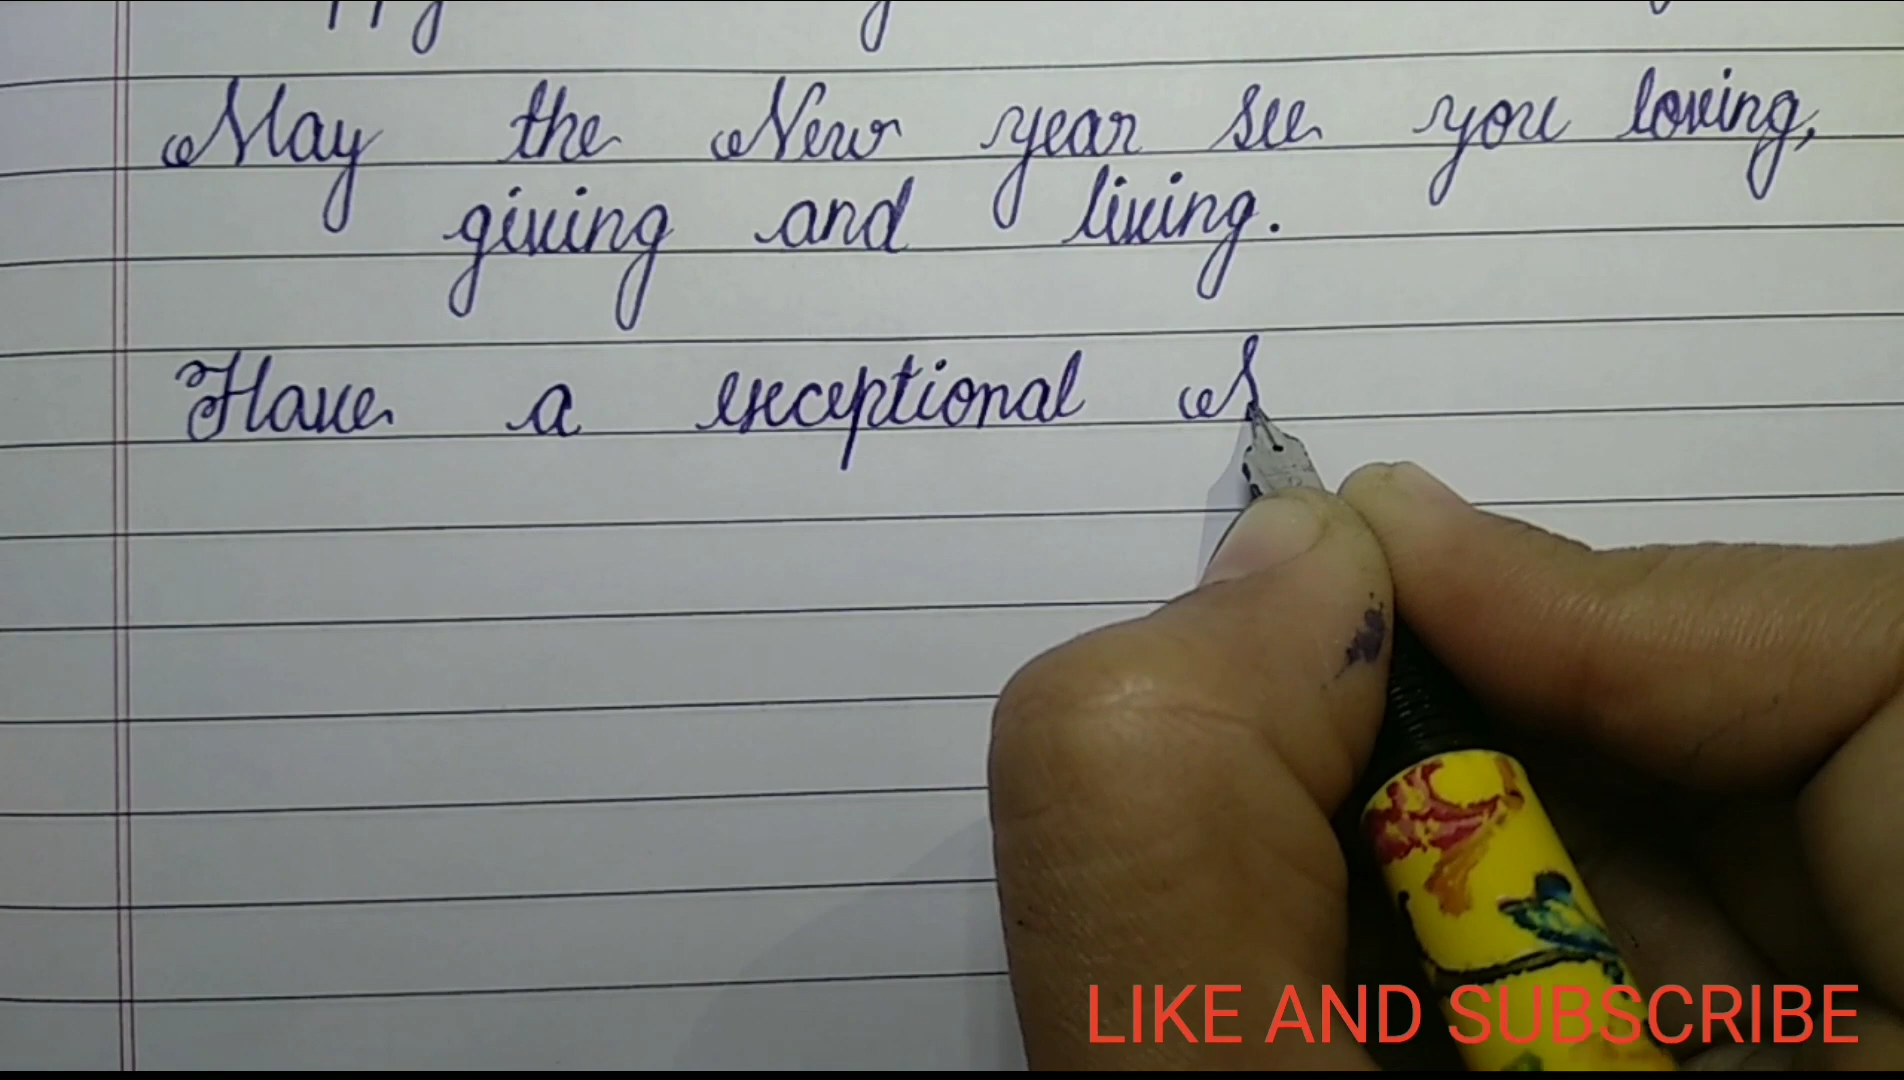 May the New year see you loving,
giving and living.
Have a exceptional
LIKE AND SUBSCRIBE